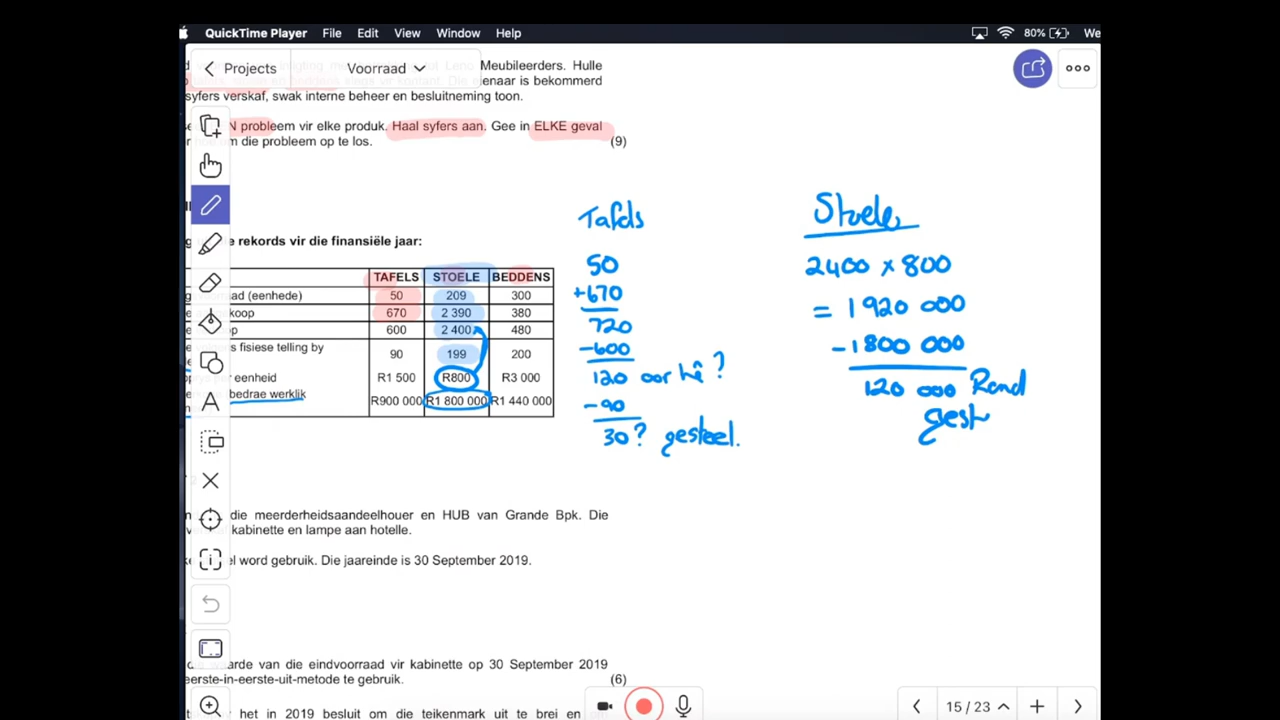 QuickTime Player File Edit View Window Help 80% We
Projects Voorraad
Meubileerders. Hulle
enaar is bekommerd
syfers verskaf, swak interne beheer en besluitneming toon.
N probleem vir elke produk. Haal syfers aan. Gee in ELKE geval
om die probleem op te los. (9)
rekords vir die finansiële jaar:
TAFELS STOELE BEDDENS
(eenhede) 50 209 300
koop 670 2 390 380
600 2 400 480
fisiese telling by 90 199 200
eenheid R1 500 R800 R3 000
bedrae werklik R900 000 R1 800 000 R1 440 000
Tafels
50
+670
720
-600
120 oor hê?
-90
30? gesteel.
Stoele
2400 x 800
= 1 920 000
-1800 000
120 000 Rand
gest
die meerderheidsaandeelhouer en HUB van Grande Bpk. Die
kabinette en lampe aan hotelle.
word gebruik. Die jaareinde is 30 September 2019.
waarde van die eindvoorraad vir kabinette op 30 September 2019
eerste-in-eerste-uit-metode te gebruik. (6)
het in 2019 besluit om die teikenmark uit te brei en om
15 / 23